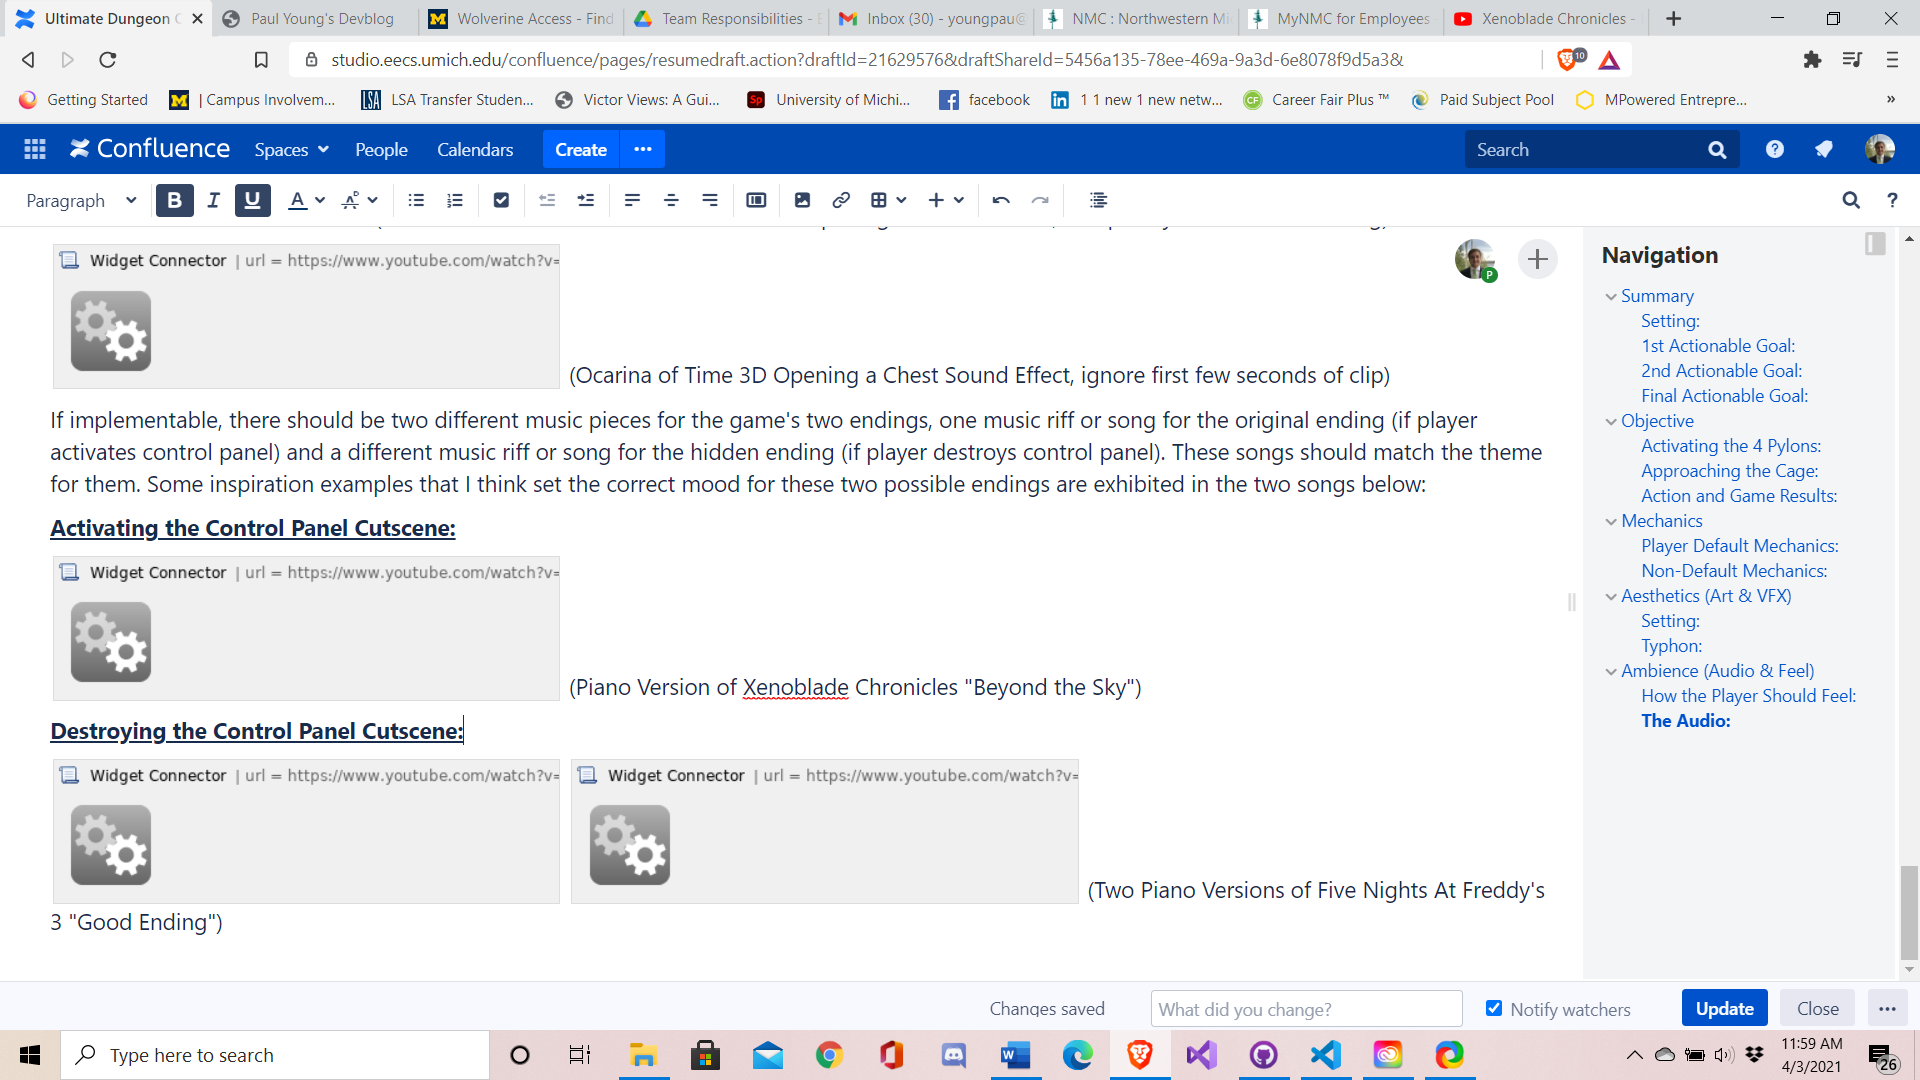 Ultimate Dungeon
Paul Young's Devblog
Wolverine Access - Find
Team Responsibilities -
Inbox (30) - youngpau@
NMC : Northwestern Mi
MyNMC for Employees
Xenoblade Chronicles -
studio.eecs.umich.edu/confluence/pages/resumedraft.action?draftId=21629576&draftShareId=5456a135-78ee-469a-9a3d-6e8078f9d5a3&
10
Getting Started
| Campus Involvem...
LSA Transfer Studen...
Victor Views: A Gui...
University of Michi...
facebook
1 1 new 1 new netw...
Career Fair Plus ™
Paid Subject Pool
MPowered Entrepre...
»
Confluence
Spaces
People
Calendars
Create
Search
Paragraph
B I U A
Widget Connector | url = https://www.youtube.com/watch?v=
(Ocarina of Time 3D Opening a Chest Sound Effect, ignore first few seconds of clip)
If implementable, there should be two different music pieces for the game's two endings, one music riff or song for the original ending (if player
activates control panel) and a different music riff or song for the hidden ending (if player destroys control panel). These songs should match the theme
for them. Some inspiration examples that I think set the correct mood for these two possible endings are exhibited in the two songs below:
Activating the Control Panel Cutscene:
Widget Connector | url = https://www.youtube.com/watch?v=
(Piano Version of Xenoblade Chronicles "Beyond the Sky")
Destroying the Control Panel Cutscene:
Widget Connector | url = https://www.youtube.com/watch?v=
Widget Connector | url = https://www.youtube.com/watch?v=
(Two Piano Versions of Five Nights At Freddy's
3 "Good Ending")
P
Navigation
Summary
Setting:
1st Actionable Goal:
2nd Actionable Goal:
Final Actionable Goal:
Objective
Activating the 4 Pylons:
Approaching the Cage:
Action and Game Results:
Mechanics
Player Default Mechanics:
Non-Default Mechanics:
Aesthetics (Art & VFX)
Setting:
Typhon:
Ambience (Audio & Feel)
How the Player Should Feel:
The Audio:
Changes saved
What did you change?
Notify watchers
Update
Close
Type here to search
11:59 AM
4/3/2021
26